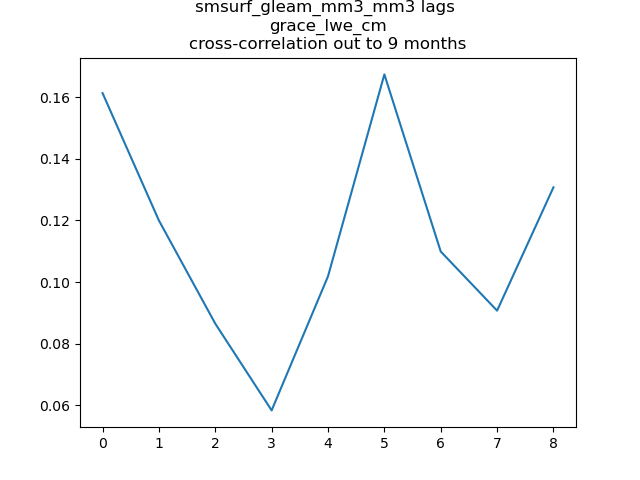 smsurf_gleam_mm3_mm3 lags
grace_lwe_cm
cross-correlation out to 9 months
0.16
0.14
0.12
0.10
0.08
0.06
0 1 2 3 4 5 6 7 8